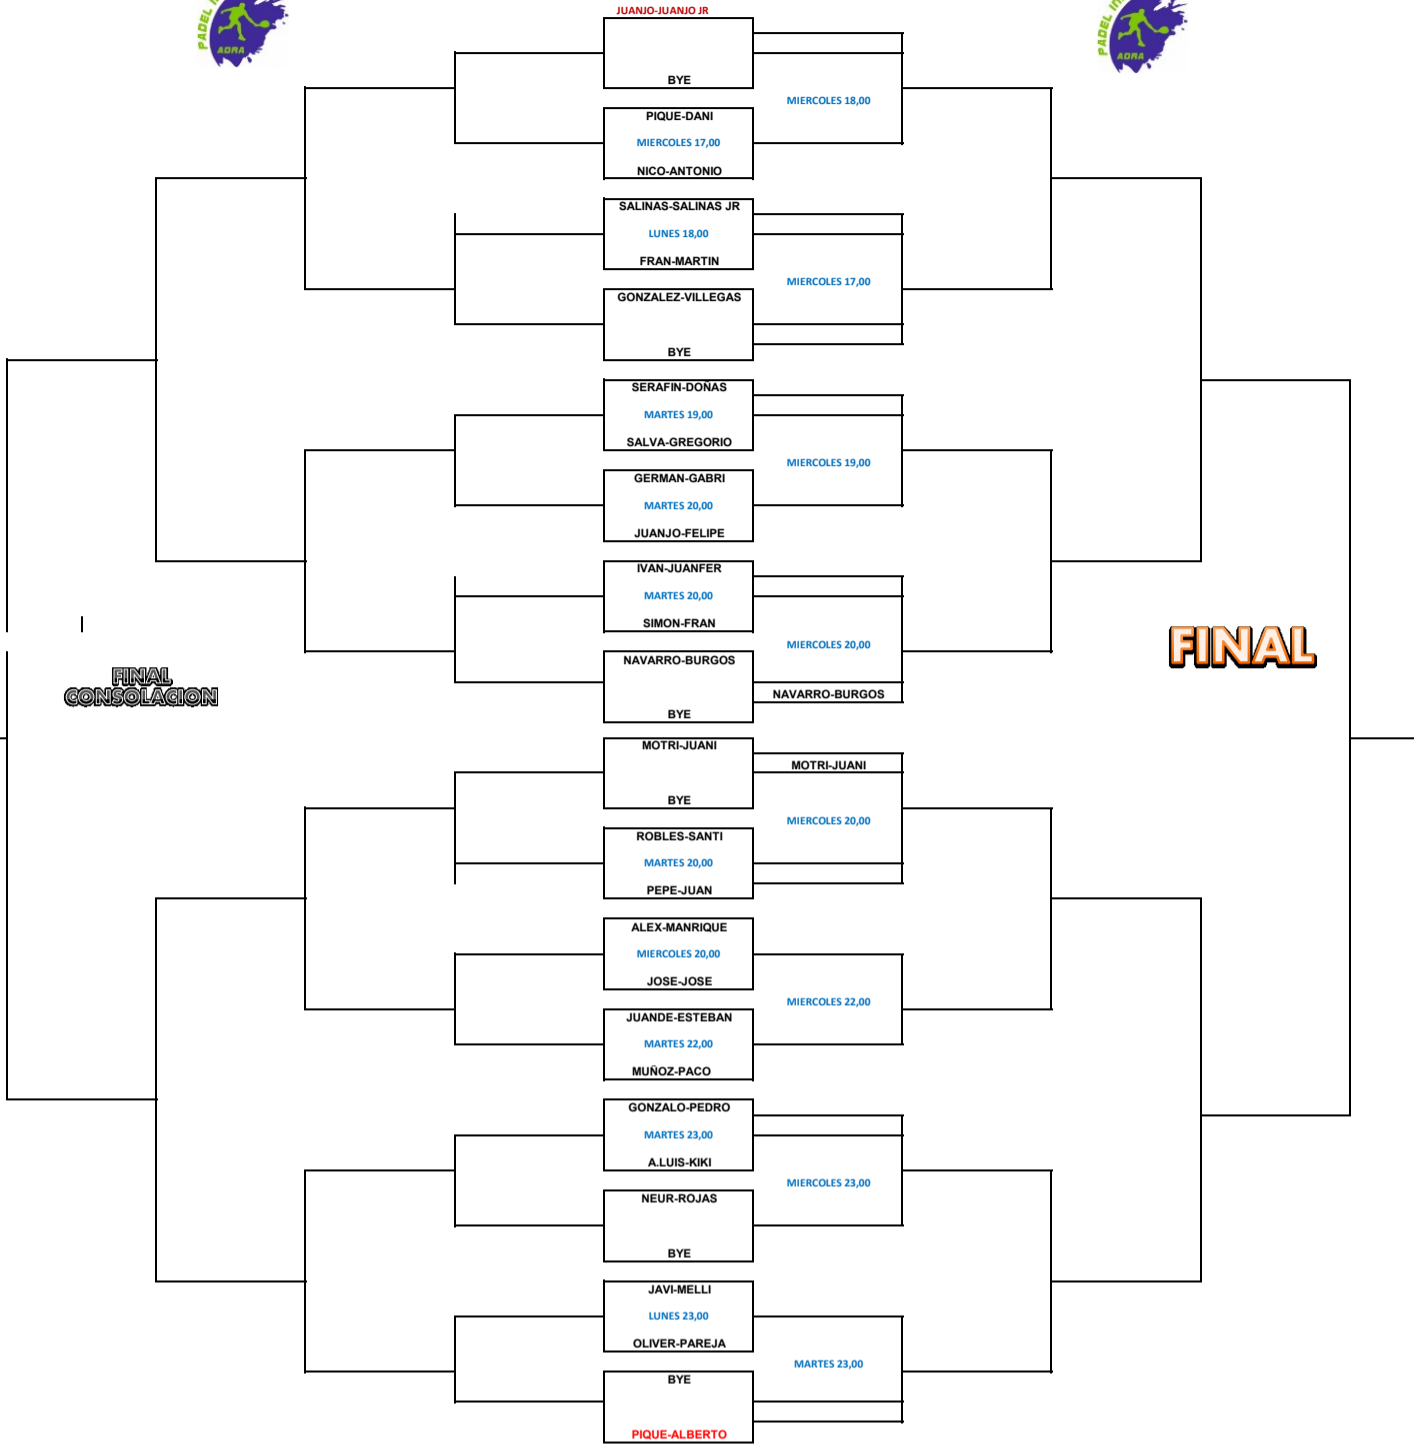 JUANJO-JUANJO JR
PADEL
ADRA
PADEL
ADRA
BYE
MIERCOLES 18,00
PIQUE-DANI
MIERCOLES 17,00
NICO-ANTONIO
SALINAS-SALINAS JR
LUNES 18,00
FRAN-MARTIN
MIERCOLES 17,00
GONZALEZ-VILLEGAS
BYE
SERAFIN-DOÑAS
MARTES 19,00
SALVA-GREGORIO
MIERCOLES 19,00
GERMAN-GABRI
MARTES 20,00
JUANJO-FELIPE
IVAN-JUANFER
MARTES 20,00
SIMON-FRAN
MIERCOLES 20,00
FINAL
NAVARRO-BURGOS
FINAL
CONSOLACION
NAVARRO-BURGOS
BYE
MOTRI-JUANI
MOTRI-JUANI
BYE
MIERCOLES 20,00
ROBLES-SANTI
MARTES 20,00
PEPE-JUAN
ALEX-MANRIQUE
MIERCOLES 20,00
JOSE-JOSE
MIERCOLES 22,00
JUANDE-ESTEBAN
MARTES 22,00
MUÑOZ-PACO
GONZALO-PEDRO
MARTES 23,00
A.LUIS-KIKI
MIERCOLES 23,00
NEUR-ROJAS
BYE
JAVI-MELLI
LUNES 23,00
OLIVER-PAREJA
MARTES 23,00
BYE
PIQUE-ALBERTO